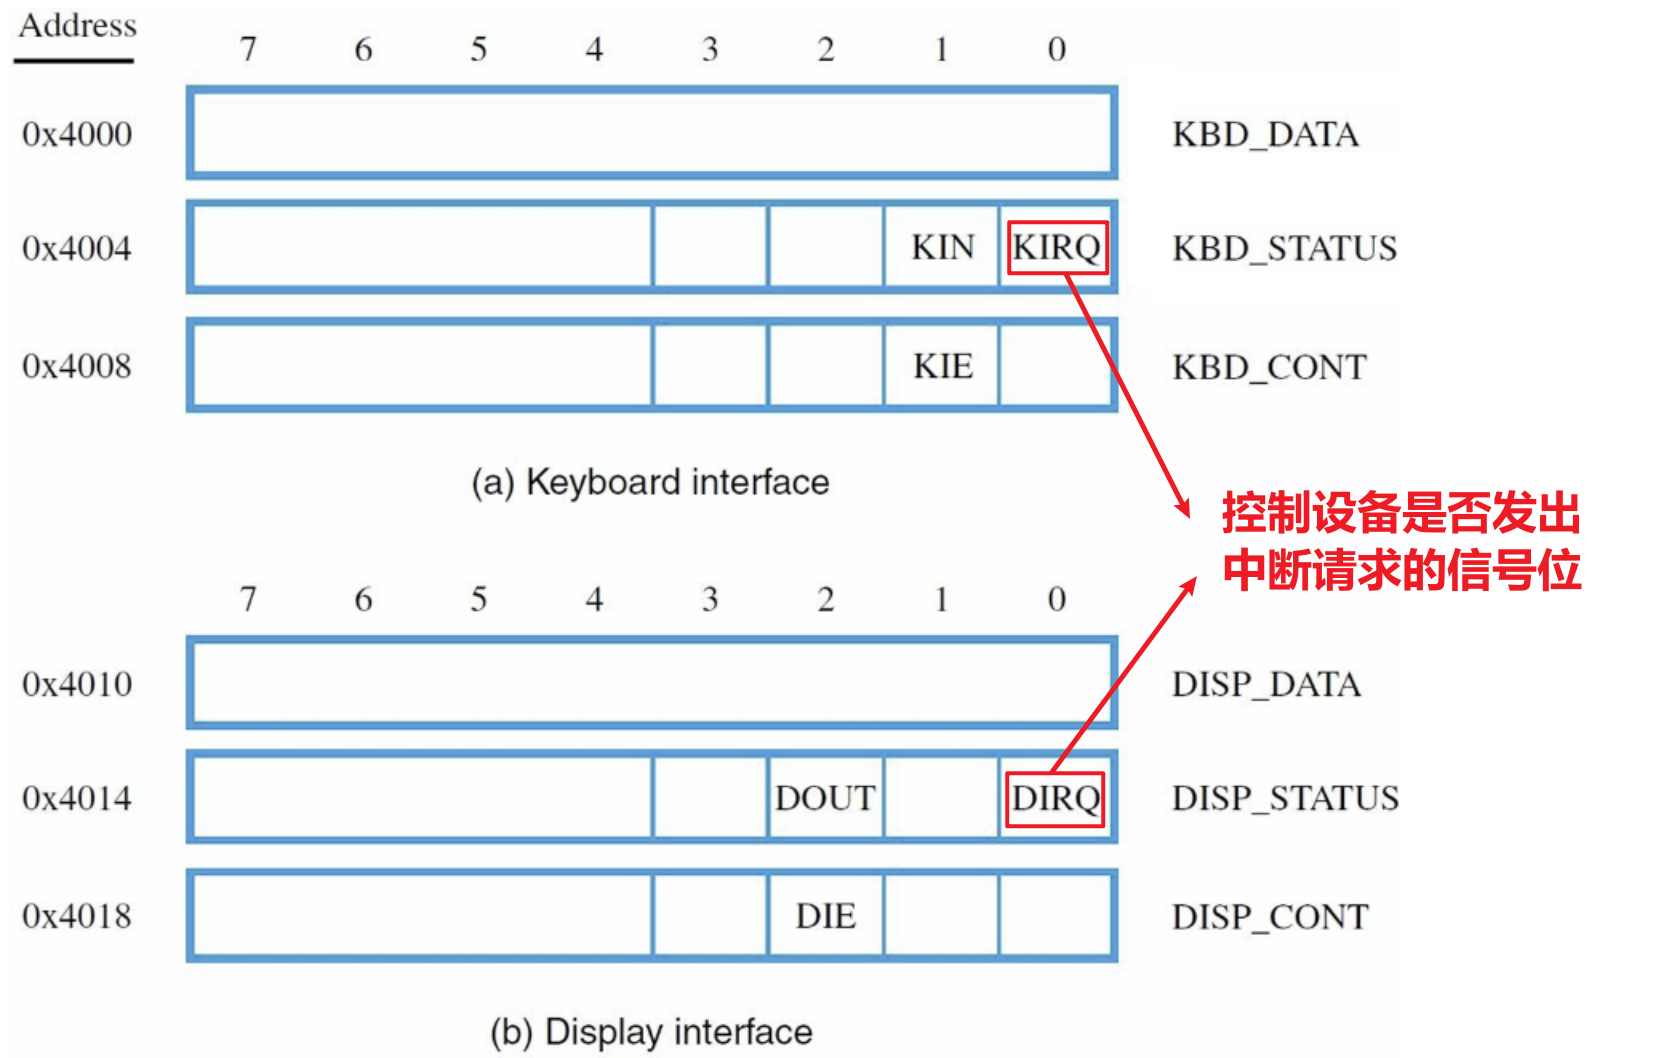 Address
7 6 5 4 3 2 1 0
0x4000 KBD_DATA
0x4004 KIN KIRQ KBD_STATUS
0x4008 KIE KBD_CONT
(a) Keyboard interface
控制设备是否发出
中断请求的信号位
7 6 5 4 3 2 1 0
0x4010 DISP_DATA
0x4014 DOUT DIRQ DISP_STATUS
0x4018 DIE DISP_CONT
(b) Display interface